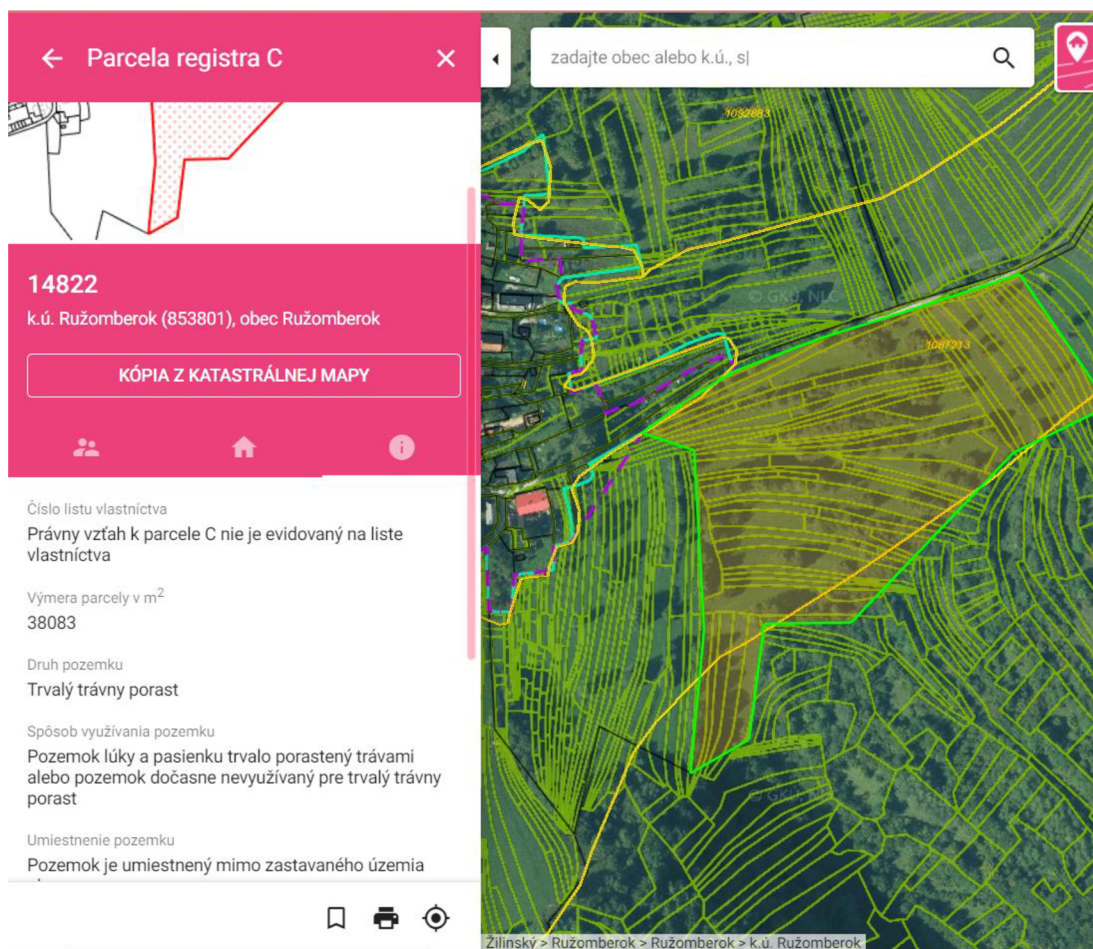 Parcela registra C
zadajte obec alebo k.ú., s
1092883
14822
k.ú. Ružomberok (853801), obec Ružomberok
KÓPIA Z KATASTRÁLNEJ MAPY
© GKÚ, NLC
1087213
Číslo listu vlastníctva
Právny vzťah k parcele C nie je evidovaný na liste
vlastníctva
Výmera parcely v m²
38083
Druh pozemku
Trvalý trávny porast
Spôsob využívania pozemku
Pozemok lúky a pasienku trvalo porastený trávami
alebo pozemok dočasne nevyužívaný pre trvalý trávny
porast
Umiestnenie pozemku
Pozemok je umiestnený mimo zastavaného územia
© GKÚ,
Žilinský > Ružomberok > Ružomberok > k.ú. Ružomberok